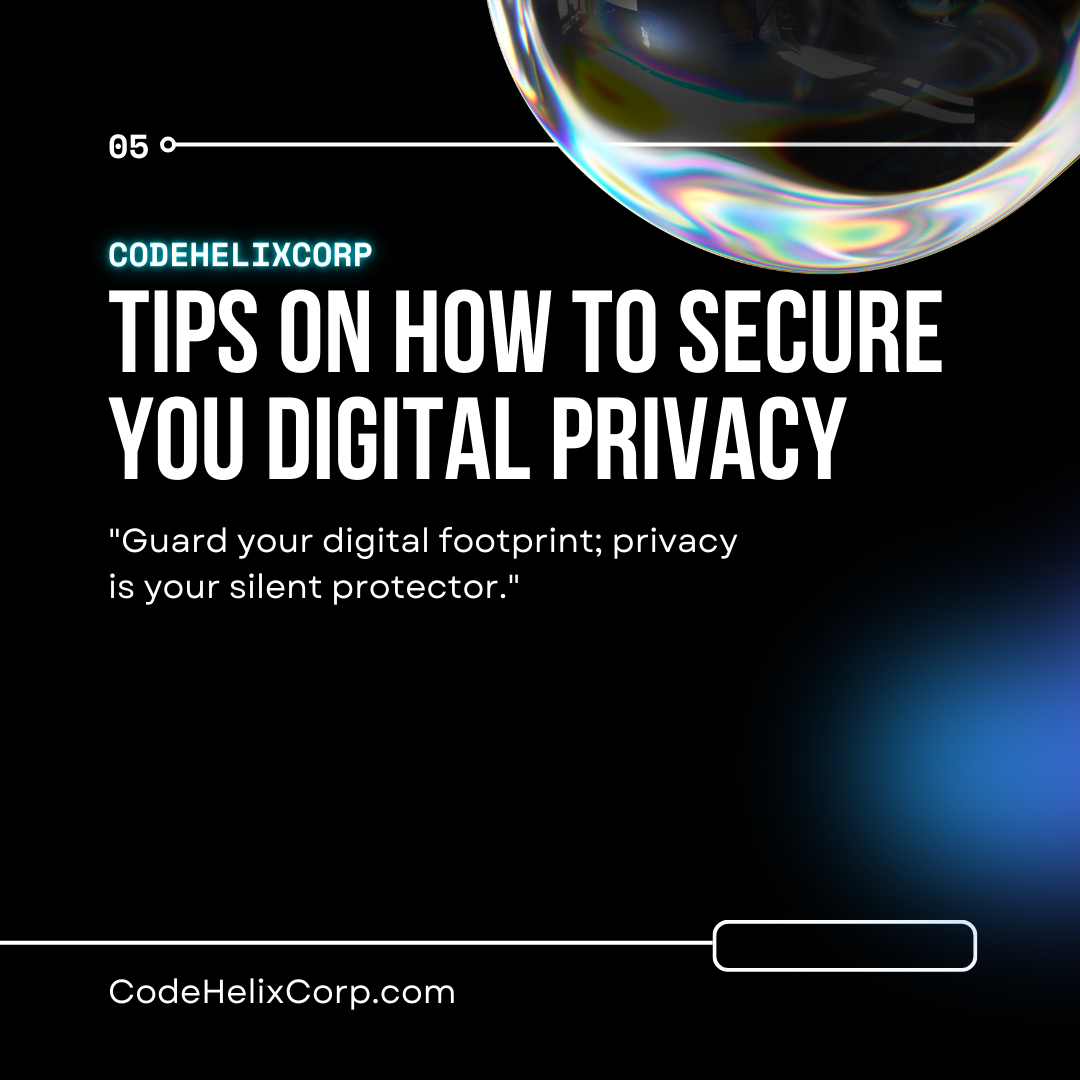 05
CODEHELIXCORP
TIPS ON HOW TO SECURE
YOU DIGITAL PRIVACY
"Guard your digital footprint; privacy
is your silent protector."
CodeHelixCorp.com